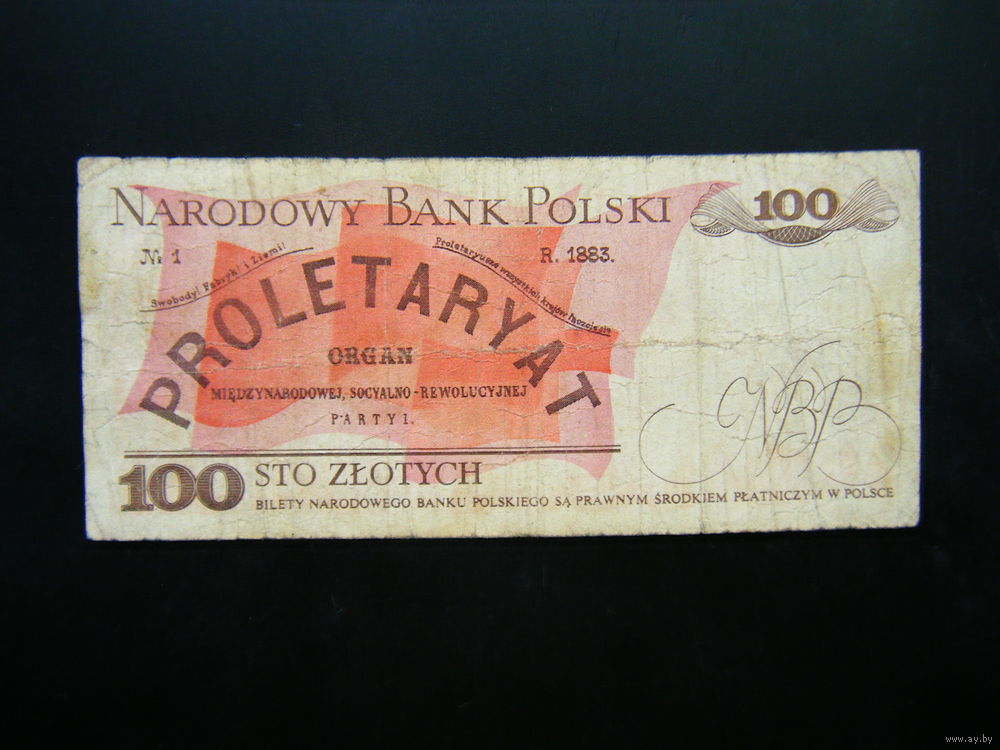 NARODOWY BANK POLSKI 100
№ 1 R. 1883.
Swobody! Fabryki i Ziemi!
Proletaryusze wszystkich krajów łączcie się
PROLETARYAT
ORGAN
MIĘDZYNARODOWEJ, SOCYALNO-REWOLUCYJNEJ
PARTYI.
NBP
100 STO ZŁOTYCH
BILETY NARODOWEGO BANKU POLSKIEGO SĄ PRAWNYM ŚRODKIEM PŁATNICZYM W POLSCE
www.ay.by